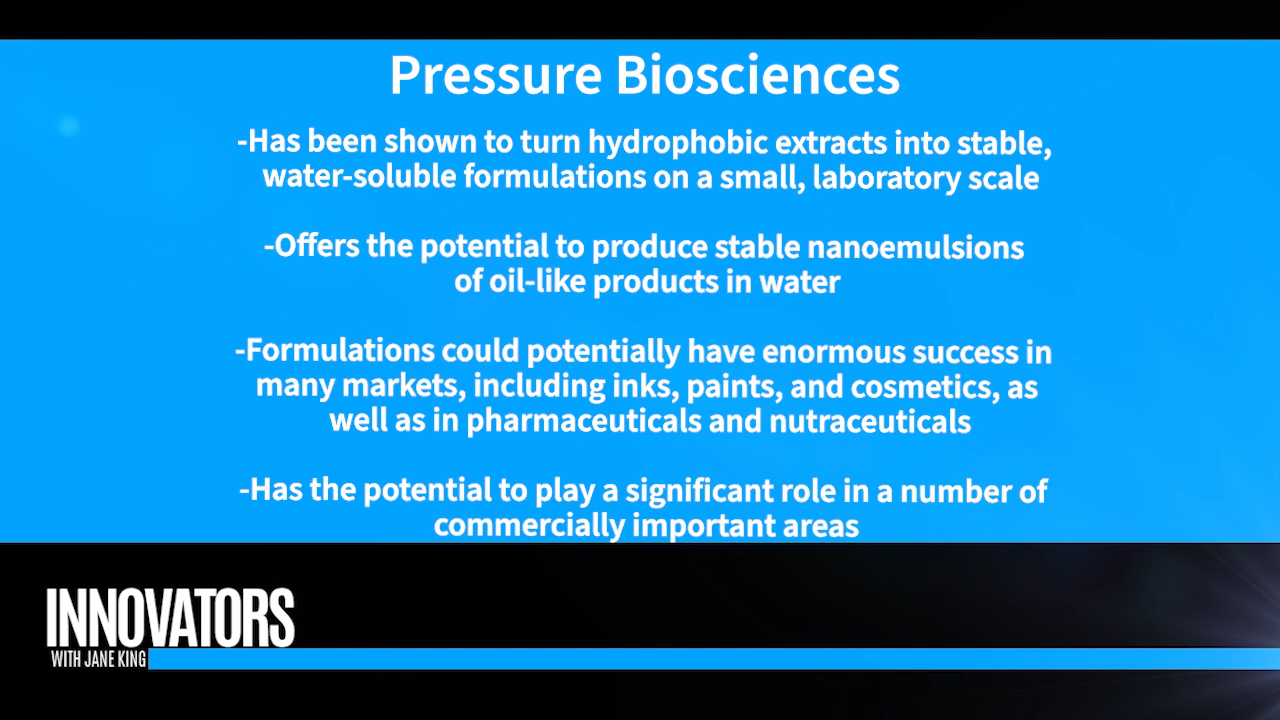 Pressure Biosciences
-Has been shown to turn hydrophobic extracts into stable,
water-soluble formulations on a small, laboratory scale
-Offers the potential to produce stable nanoemulsions
of oil-like products in water
-Formulations could potentially have enormous success in
many markets, including inks, paints, and cosmetics, as
well as in pharmaceuticals and nutraceuticals
-Has the potential to play a significant role in a number of
commercially important areas
INNOVATORS
WITH JANE KING